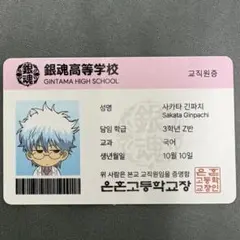 銀魂
銀魂高等学校
GINTAMA HIGH SCHOOL
교직원증
성명
사카타 긴파치
Sakata Ginpachi
담임 학급
3학년 Z반
교과
국어
생년월일
10월 10일
위 사람은 본교 교직원임을 증명함
은혼고등학교장
은혼
고등학
교장인